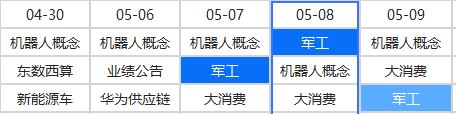 04-30 05-06 05-07 05-08 05-09
机器人概念 机器人概念 机器人概念 军工 机器人概念
东数西算 业绩公告 军工 机器人概念 大消费
新能源车 华为供应链 大消费 大消费 军工